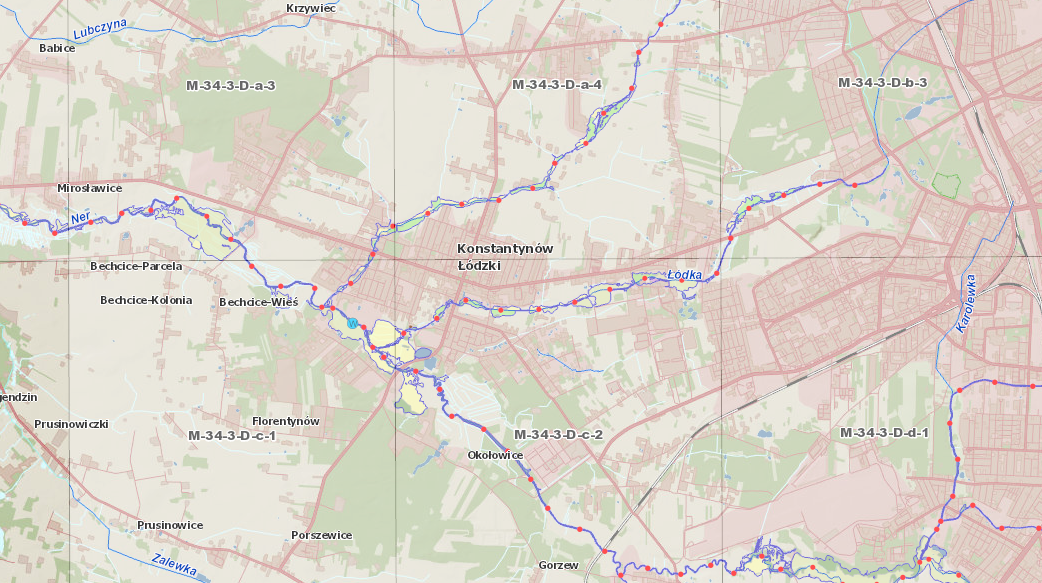 Krzywiec
Lubczyna
Babice
M-34-3-D-a-3
M-34-3-D-a-4
M-34-3-D-b-3
Mirosławice
Ner
Konstantynów
Łódzki
Bechcice-Parcela
Łódka
Bechcice-Kolonia
Bechcice-Wieś
Karolewka
W
gendzin
Prusinowiczki
Florentynów
M-34-3-D-c-1
M-34-3-D-c-2
M-34-3-D-d-1
Okołowice
Prusinowice
Porszewice
Zalewka
Gorzew